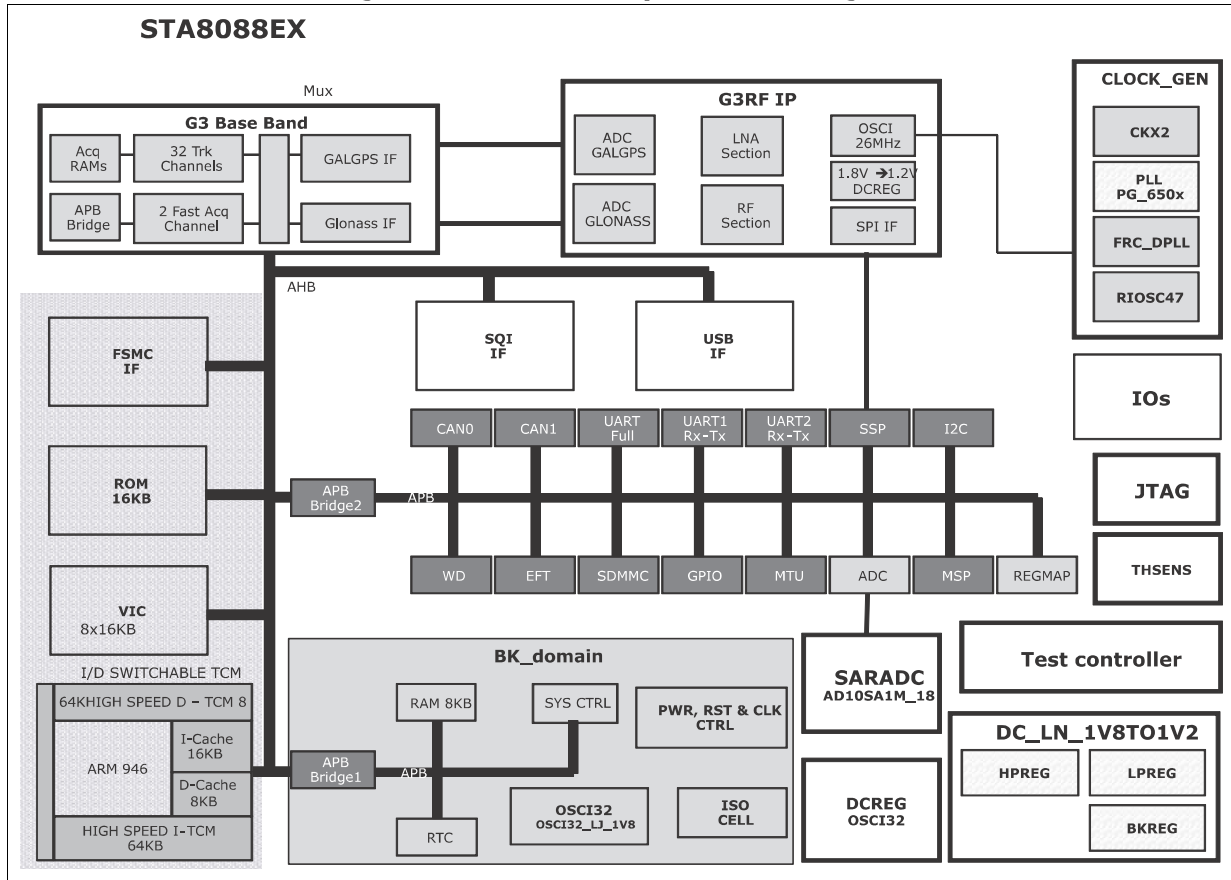 STA8088EX
Mux
G3 Base Band
Acq
RAMs
32 Trk
Channels
GALGPS IF
APB
Bridge
2 Fast Acq
Channel
Glonass IF
G3RF IP
ADC
GALGPS
LNA
Section
OSCI
26MHz
1.8V ➔1.2V
DCREG
ADC
GLONASS
RF
Section
SPI IF
CLOCK_GEN
CKX2
PLL
PG_650x
FRC_DPLL
RIOSC47
AHB
FSMC
IF
SQI
IF
USB
IF
IOs
CAN0
CAN1
UART
Full
UART1
Rx-Tx
UART2
Rx-Tx
SSP
I2C
ROM
16KB
APB
Bridge2
APB
JTAG
WD
EFT
SDMMC
GPIO
MTU
ADC
MSP
REGMAP
THSENS
VIC
8x16KB
I/D SWITCHABLE TCM
64KHIGH SPEED D – TCM 8
ARM 946
I-Cache
16KB
D-Cache
8KB
HIGH SPEED I-TCM
64KB
BK_domain
RAM 8KB
SYS CTRL
PWR, RST & CLK
CTRL
APB
Bridge1
APB
RTC
OSCI32
OSCI32_LJ_1V8
ISO
CELL
SARADC
AD10SA1M_18
DCREG
OSCI32
Test controller
DC_LN_1V8TO1V2
HPREG
LPREG
BKREG